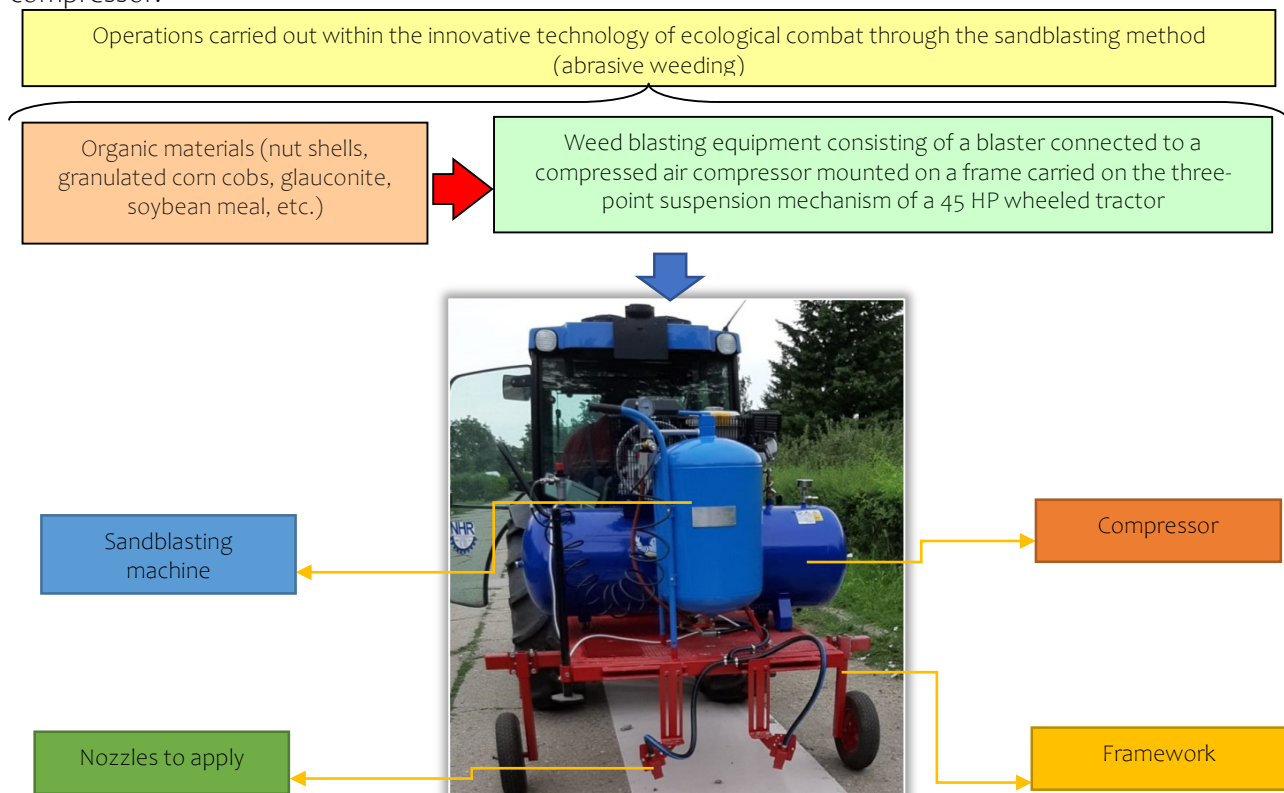 compressor.
Operations carried out within the innovative technology of ecological combat through the sandblasting method
(abrasive weeding)
Organic materials (nut shells,
granulated corn cobs, glauconite,
soybean meal, etc.)
Weed blasting equipment consisting of a blaster connected to a
compressed air compressor mounted on a frame carried on the three-
point suspension mechanism of a 45 HP wheeled tractor
Sandblasting
machine
NHR
Compressor
Nozzles to apply
Framework